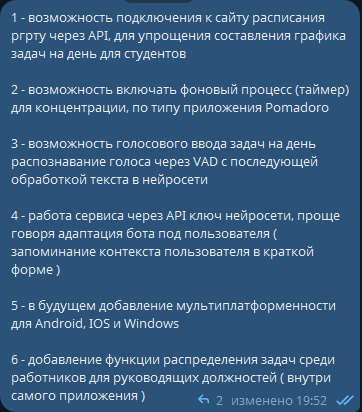 1 - возможность подключения к сайту расписания
ргрту через API, для упрощения составления графика
задач на день для студентов
2 - возможность включать фоновый процесс (таймер)
для концентрации, по типу приложения Pomadoro
3 - возможность голосового ввода задач на день
распознавание голоса через VAD с последующей
обработкой текста в нейросети
4 - работа сервиса через API ключ нейросети, проще
говоря адаптация бота под пользователя (
запоминание контекста пользователя в краткой
форме )
5 - в будущем добавление мультиплатформенности
для Android, IOS и Windows
6 - добавление функции распределения задач среди
работников для руководящих должностей ( внутри
самого приложения )
2 изменено 19:52